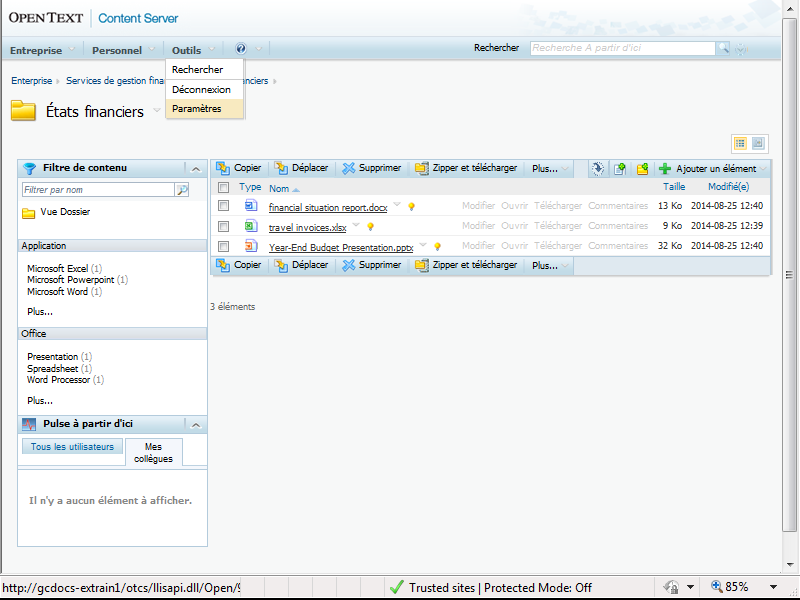 OPENTEXT | Content Server
Entreprise Personnel Outils
Rechercher Recherche A partir d'ici
Rechercher
Déconnexion
Paramètres
Entreprise Services de gestion fina nciers
États financiers
Filtre de contenu
Filtrer par nom
Vue Dossier
Application
Microsoft Excel (1)
Microsoft Powerpoint (1)
Microsoft Word (1)
Plus...
Office
Presentation (1)
Spreadsheet (1)
Word Processor (1)
Plus...
Pulse à partir d'ici
Tous les utilisateurs
Mes collègues
Il n'y a aucun élément à afficher.
Copier Déplacer Supprimer Zipper et télécharger Plus... Ajouter un élément
Type Nom Taille Modifié(e)
financial situation report.docx Modifier Ouvrir Télécharger Commentaires 13 Ko 2014-08-25 12:40
travel invoices.xlsx Modifier Ouvrir Télécharger Commentaires 9 Ko 2014-08-25 12:39
Year-End Budget Presentation.pptx Modifier Ouvrir Télécharger Commentaires 32 Ko 2014-08-25 12:40
Copier Déplacer Supprimer Zipper et télécharger Plus...
3 éléments
http://gcdocs-extrain1/otcs/llisapi.dll/Open/9 Trusted sites | Protected Mode: Off 85%